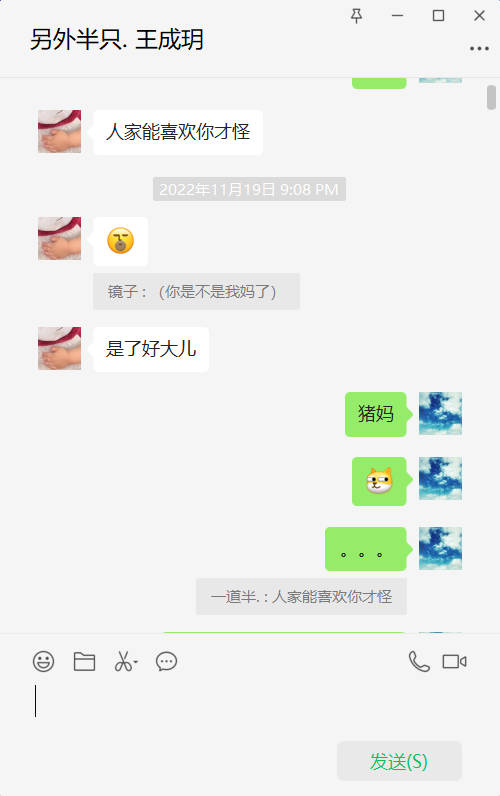 另外半只. 王成玥
人家能喜欢你才怪
2022年11月19日 9:08 PM
镜子：（你是不是我妈了）
是了好大儿
猪妈
。。。
一道半. : 人家能喜欢你才怪
发送(S)